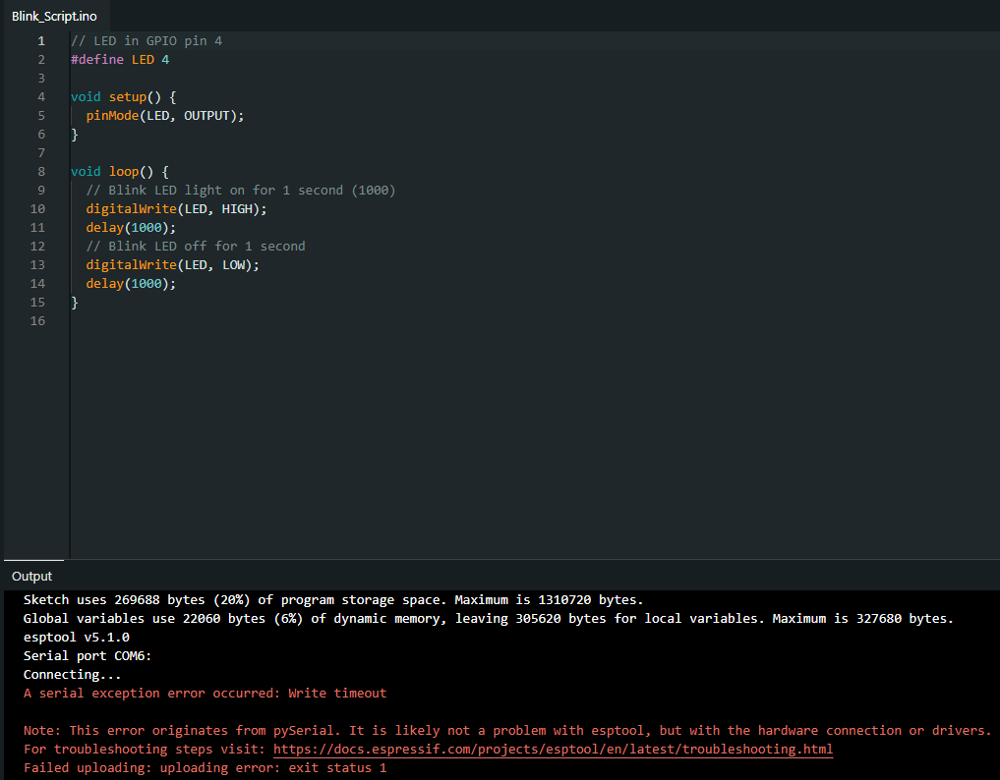 Blink_Script.ino
1 // LED in GPIO pin 4
2 #define LED 4
3
4 void setup() {
5   pinMode(LED, OUTPUT);
6 }
7
8 void loop() {
9   // Blink LED light on for 1 second (1000)
10   digitalWrite(LED, HIGH);
11   delay(1000);
12   // Blink LED off for 1 second
13   digitalWrite(LED, LOW);
14   delay(1000);
15 }
16
Output
Sketch uses 269688 bytes (20%) of program storage space. Maximum is 1310720 bytes.
Global variables use 22060 bytes (6%) of dynamic memory, leaving 305620 bytes for local variables. Maximum is 327680 bytes.
esptool v5.1.0
Serial port COM6:
Connecting...
A serial exception error occurred: Write timeout
Note: This error originates from pySerial. It is likely not a problem with esptool, but with the hardware connection or drivers.
For troubleshooting steps visit: https://docs.espressif.com/projects/esptool/en/latest/troubleshooting.html
Failed uploading: uploading error: exit status 1